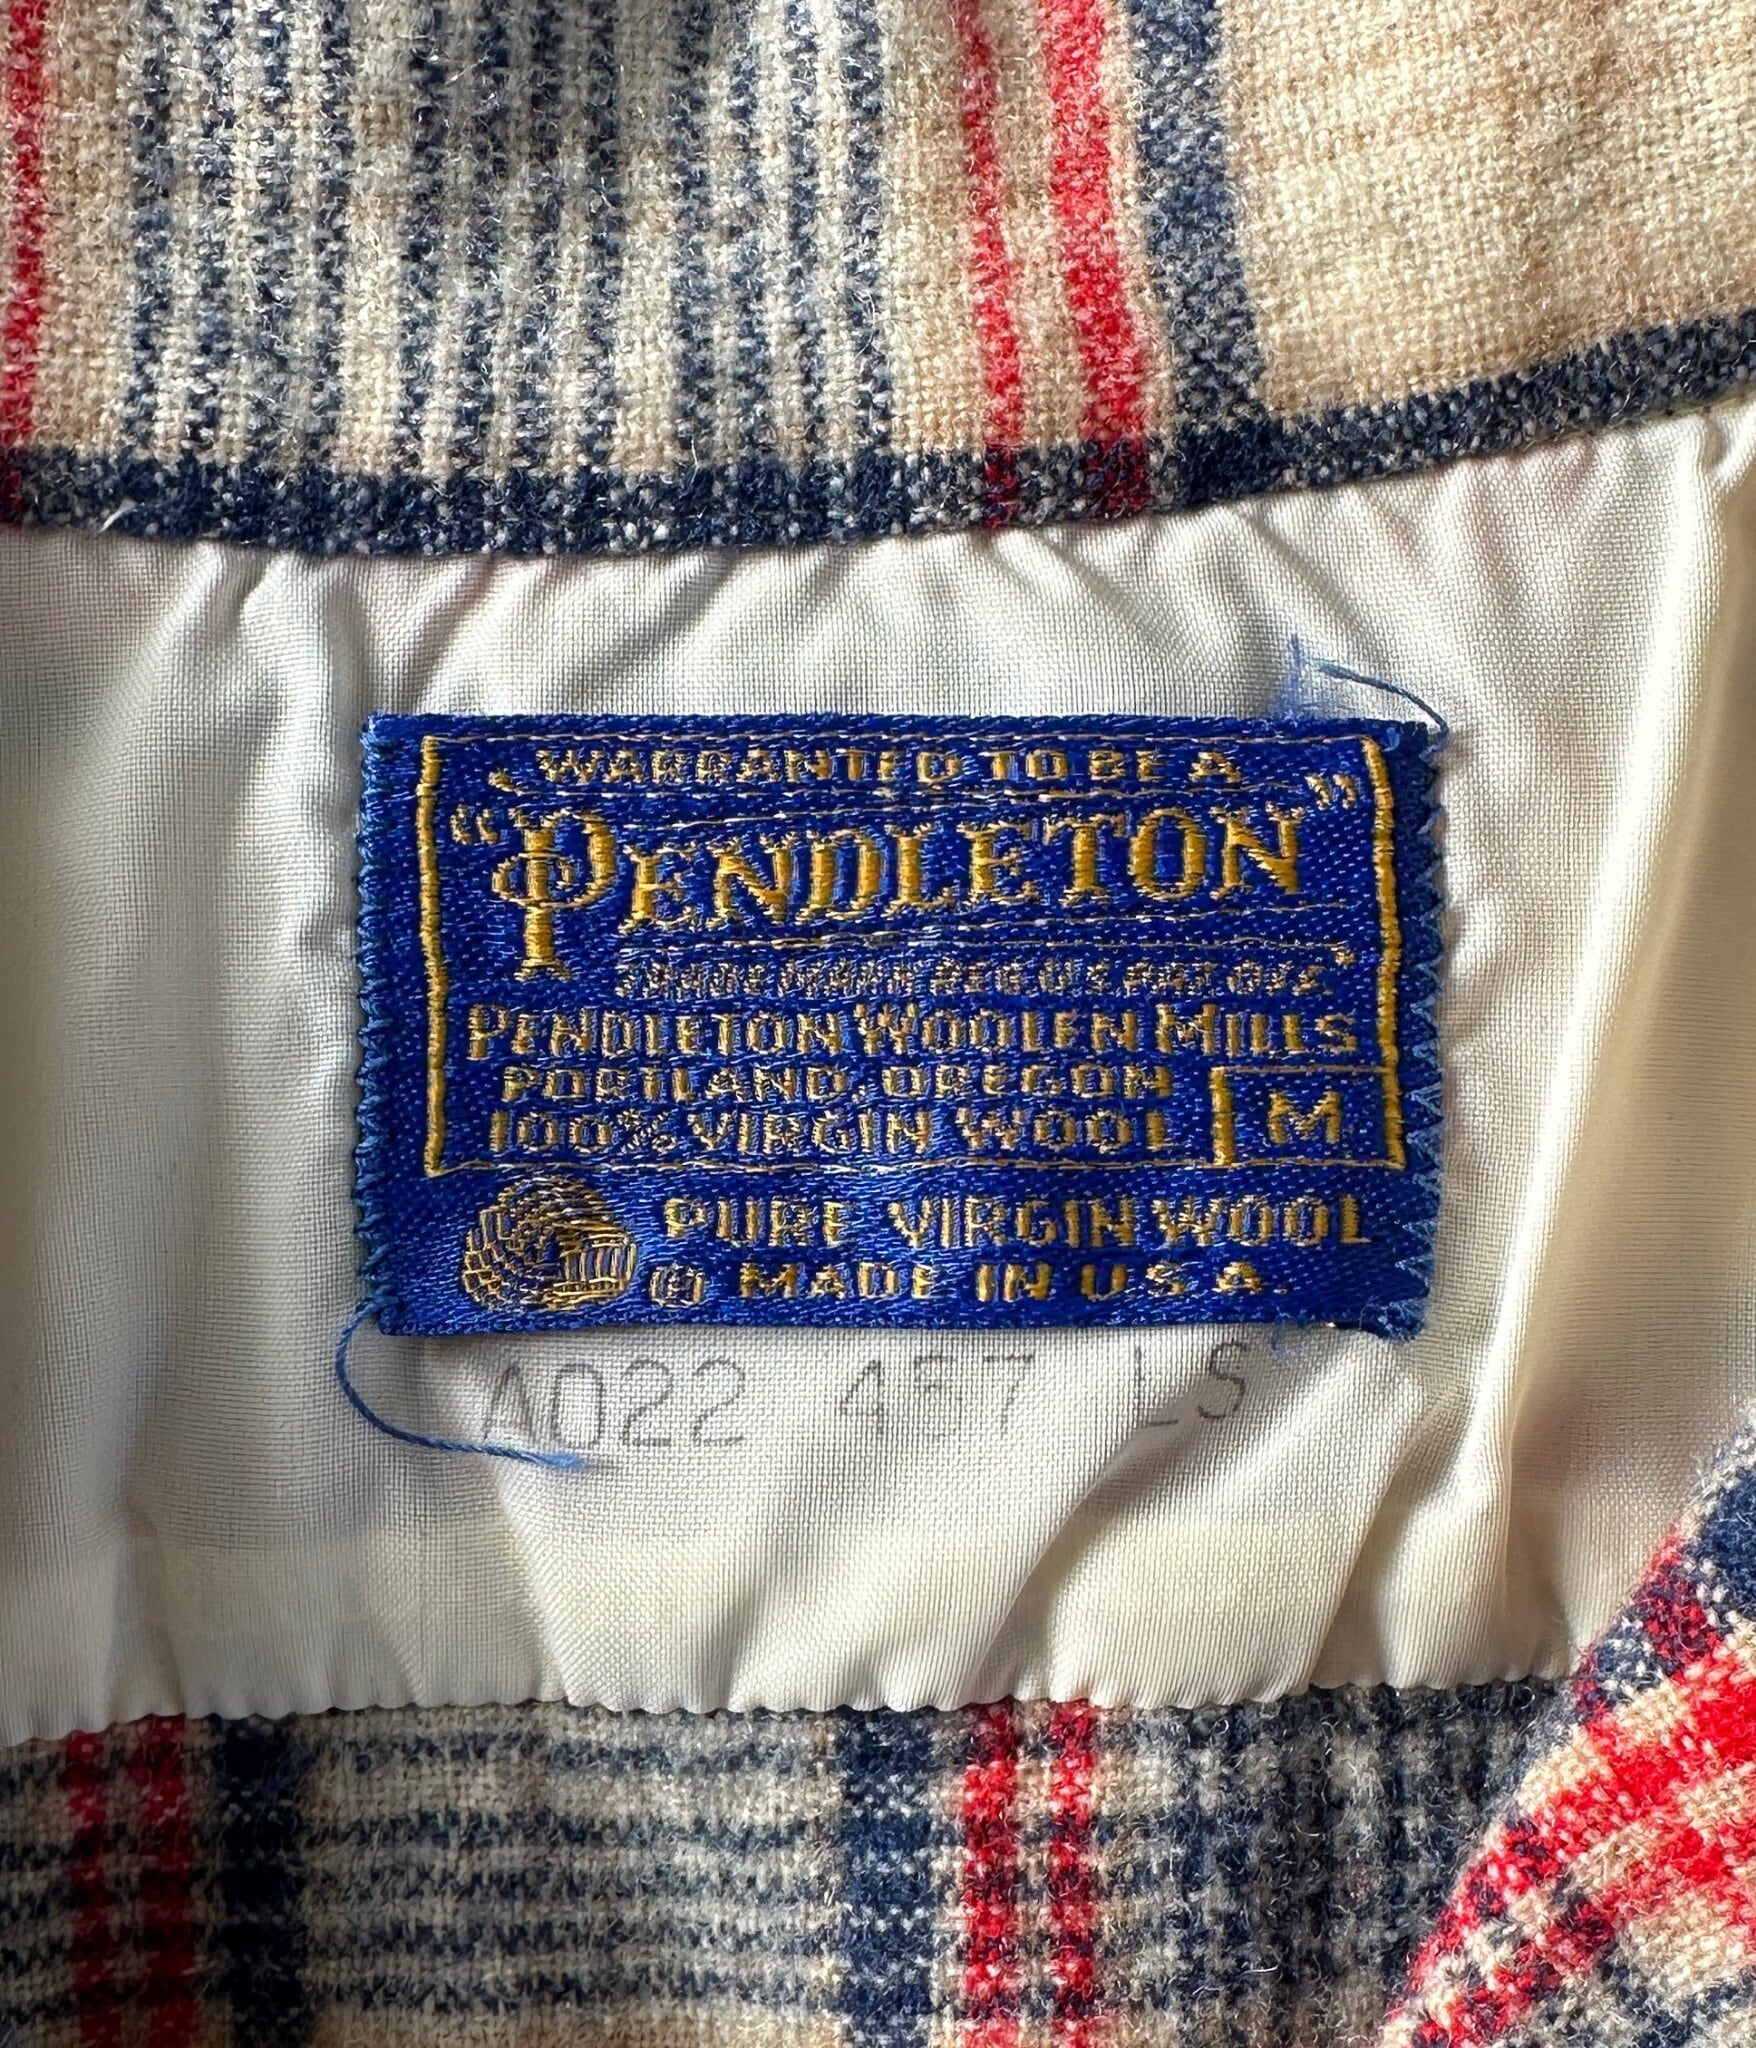 WARRANTED TO BE A
“PENDLETON”
TRADE MARK REG. U.S. PAT. OFF.
PENDLETON WOOLEN MILLS
PORTLAND, OREGON
100% VIRGIN WOOL M
PURE VIRGIN WOOL
® MADE IN U.S.A.
A022 457 LS